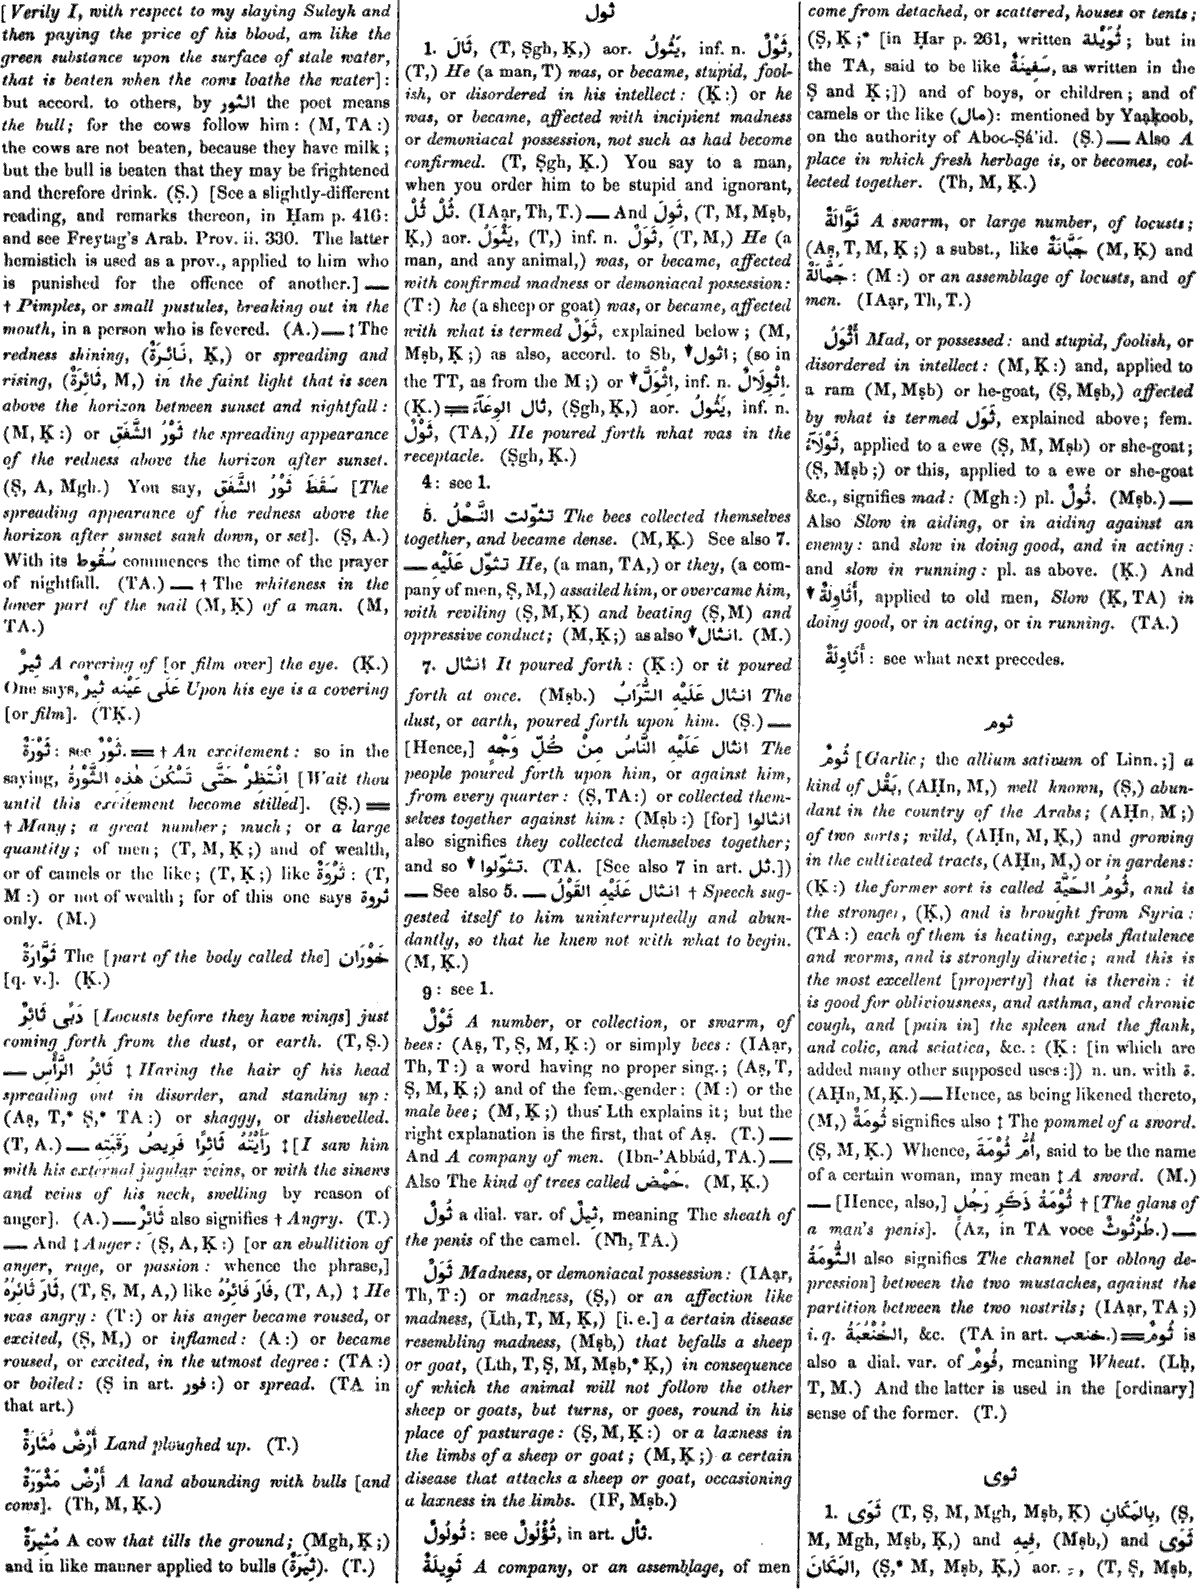 [Verily I, with respect to my slaying Suleyk and
then paying the price of his blood, am like the
green substance upon the surface of stale water,
that is beaten when the cows loathe the water]:
but accord. to others, by الثور the poet means
the bull; for the cows follow him: (M, TA:)
the cows are not beaten, because they have milk;
but the bull is beaten that they may be frightened
and therefore drink. (Ṣ.) [See a slightly-different
reading, and remarks thereon, in Ḥam p. 416:
and see Freytag's Arab. Prov. ii. 330. The latter
hemistich is used as a prov., applied to him who
is punished for the offence of another.] —
† Pimples, or small pustules, breaking out in the
mouth, in a person who is fevered. (A.) — ‡ The
redness shining, (نَائِرَةٌ, Ḳ,) or spreading and
rising, (ثَائِرَةٌ, M,) in the faint light that is seen
above the horizon between sunset and nightfall:
(M, Ḳ:) or ثَوْرُ الشَّفَقِ the spreading appearance
of the redness above the horizon after sunset.
(Ṣ, A, Mgh.) You say, سَقَطَ ثَوْرُ الشَّفَقِ [The
spreading appearance of the redness above the
horizon after sunset sank down, or set]. (Ṣ, A.)
With its سُقُوط commences the time of the prayer
of nightfall. (TA.) — † The whiteness in the
lower part of the nail (M, Ḳ) of a man. (M,
TA.)
ثِيرٌ A covering of [or film over] the eye. (Ḳ.)
One says, عَلَى عَيْنِهِ ثِيرٌ Upon his eye is a covering
[or film]. (TḲ.)
ثَوْرَةٌ: see ثَوْرٌ. = † An excitement: so in the
saying, اِنْتَظِرْ حَتَّى تَسْكُنَ هٰذِهِ الثَّوْرَةُ [Wait thou
until this excitement become stilled]. (Ṣ.) =
† Many; a great number; much; or a large
quantity; of men; (T, M, Ḳ;) and of wealth,
or of camels or the like; (T, Ḳ;) like ثَرْوَةٌ: (T,
M:) or not of wealth; for of this one says ثروة
only. (M.)
ثَوَّارَةٌ The [part of the body called the] خَوْرَان
[q. v.]. (Ḳ.)
دَبًى ثَائِرٌ [Locusts before they have wings] just
coming forth from the dust, or earth. (T, Ṣ.)
— ثَائِرُ الرَّأْسِ ‡ Having the hair of his head
spreading out in disorder, and standing up:
(Aṣ, T,* Ṣ,* TA:) or shaggy, or dishevelled.
(T, A.) — رَأَيْتُهُ ثَائِرًا فَرِيصُ رَقَبَتِهِ ‡ [I saw him
with his external jugular veins, or with the sinews
and veins of his neck, swelling by reason of
anger]. (A.) — ثَائِرٌ also signifies † Angry. (T.)
— And ‡ Anger: (Ṣ, A, Ḳ:) [or an ebullition of
anger, rage, or passion: whence the phrase,]
ثَارَ ثَائِرُهُ, (T, Ṣ, M, A,) like فَارَ فَائِرُهُ, (T, A,) ‡ He
was angry: (T:) or his anger became roused, or
excited, (Ṣ, M,) or inflamed: (A:) or became
roused, or excited, in the utmost degree: (TA:)
or boiled: (Ṣ in art. فور:) or spread. (TA in
that art.)
أَرْضٌ مُثَارَةٌ Land ploughed up. (T.)
أَرْضٌ مَثْوَرَةٌ A land abounding with bulls [and
cows]. (Th, M, Ḳ.)
مُثِيرَةٌ A cow that tills the ground; (Mgh, Ḳ;)
and in like manner applied to bulls (ثِيَرَةٌ). (T.)
ثول
1. ثَالَ, (T, Ṣgh, Ḳ,) aor. يَثُولُ, inf. n. ثَوْلٌ,
(T,) He (a man, T) was, or became, stupid, fool-
ish, or disordered in his intellect: (Ḳ:) or he
was, or became, affected with incipient madness
or demoniacal possession, not such as had become
confirmed. (T, Ṣgh, Ḳ.) You say to a man,
when you order him to be stupid and ignorant,
ثُلْ ثُلْ. (IAạr, Th, T.) — And ثَوِلَ, (T, M, Mṣb,
Ḳ,) aor. يَثْوَلُ, (T,) inf. n. ثَوَلٌ, (T, M,) He (a
man, and any animal,) was, or became, affected
with confirmed madness or demoniacal possession:
(T:) he (a sheep or goat) was, or became, affected
with what is termed ثَوَلٌ, explained below; (M,
Mṣb, Ḳ;) as also, accord. to Sb, ▼ اثول; (so in
the TT, as from the M;) or ▼ اِثْوَلَّ, inf. n. اِثْوِلَالٌ.
(Ḳ.) = ثال الوِعَآءَ, (Ṣgh, Ḳ,) aor. يَثُولُ, inf. n.
ثَوْلٌ, (TA,) He poured forth what was in the
receptacle. (Ṣgh, Ḳ.)
4: see 1.
5. تثوّلت النَّحْلُ The bees collected themselves
together, and became dense. (M, Ḳ.) See also 7.
— تثوّل عَلَيْهِ He, (a man, TA,) or they, (a com-
pany of men, Ṣ, M,) assailed him, or overcame him,
with reviling (Ṣ, M, Ḳ) and beating (Ṣ, M) and
oppressive conduct; (M, Ḳ;) as also ▼ انثال. (M.)
7. انثال It poured forth: (Ḳ:) or it poured
forth at once. (Mṣb.) انثال عَلَيْهِ التُّرَابُ The
dust, or earth, poured forth upon him. (Ṣ.) —
[Hence,] انثال عَلَيْهِ النَّاسُ مِنْ كُلِّ وَجْهٍ The
people poured forth upon him, or against him,
from every quarter: (Ṣ, TA:) or collected them-
selves together against him: (Mṣb:) [for] انثالوا
also signifies they collected themselves together;
and so ▼ تثوّلوا. (TA. [See also 7 in art. ثل.])
— See also 5. — انثال عَلَيْهِ القَوْلُ † Speech sug-
gested itself to him uninterruptedly and abun-
dantly, so that he knew not with what to begin.
(M, Ḳ.)
9: see 1.
ثَوْلٌ A number, or collection, or swarm, of
bees: (Aṣ, T, Ṣ, M, Ḳ:) or simply bees: (IAạr,
Th, T:) a word having no proper sing.; (Aṣ, T,
Ṣ, M, Ḳ;) and of the fem. gender: (M:) or the
male bee; (M, Ḳ;) thus Lth explains it; but the
right explanation is the first, that of Aṣ. (T.) —
And A company of men. (Ibn-'Abbád, TA.) —
Also The kind of trees called حَمْض. (M, Ḳ.)
ثُولٌ a dial. var. of ثِيلٌ, meaning The sheath of
the penis of the camel. (Nh, TA.)
ثَوَلٌ Madness, or demoniacal possession: (IAạr,
Th, T:) or madness, (Ṣ,) or an affection like
madness, (Lth, T, M, Ḳ,) [i. e.] a certain disease
resembling madness, (Mṣb,) that befalls a sheep
or goat, (Lth, T, Ṣ, M, Mṣb,* Ḳ,) in consequence
of which the animal will not follow the other
sheep or goats, but turns, or goes, round in his
place of pasturage: (Ṣ, M, Ḳ:) or a laxness in
the limbs of a sheep or goat; (M, Ḳ;) a certain
disease that attacks a sheep or goat, occasioning
a laxness in the limbs. (IF, Mṣb.)
ثُولُولٌ: see ثُؤْلُولٌ, in art. ثأل.
ثَوِيلَةٌ A company, or an assemblage, of men
come from detached, or scattered, houses or tents;
(Ṣ, Ḳ;* [in Ḥar p. 261, written ثُوَيْلَة; but in
the TA, said to be like سَفِينَةٌ, as written in the
Ṣ and Ḳ;]) and of boys, or children; and of
camels or the like (مال): mentioned by Yaạḳoob,
on the authority of Aboo-Ṣá'id. (Ṣ.) — Also A
place in which fresh herbage is, or becomes, col-
lected together. (Th, M, Ḳ.)
ثَوَّالَةٌ A swarm, or large number, of locusts;
(Aṣ, T, M, Ḳ;) a subst., like جَبَّانَةٌ (M, Ḳ) and
جَمَّالَةٌ: (M:) or an assemblage of locusts, and of
men. (IAạr, Th, T.)
أَثْوَلُ Mad, or possessed: and stupid, foolish, or
disordered in intellect: (M, Ḳ:) and, applied to
a ram (M, Mṣb) or he-goat, (Ṣ, Mṣb,) affected
by what is termed ثَوَل, explained above; fem.
ثَوْلَآءُ, applied to a ewe (Ṣ, M, Mṣb) or she-goat;
(Ṣ, Mṣb;) or this, applied to a ewe or she-goat
&c., signifies mad: (Mgh:) pl. ثُولٌ. (Mṣb.) —
Also Slow in aiding, or in aiding against an
enemy: and slow in doing good, and in acting:
and slow in running: pl. as above. (Ḳ.) And
▼ أَثَاوِلَةٌ, applied to old men, Slow (Ḳ, TA) in
doing good, or in acting, or in running. (TA.)
أَثَاوِلَةٌ: see what next precedes.
ثوم
ثُومٌ [Garlic; the allium sativum of Linn.;] a
kind of بَقْل, (AḤn, M,) well known, (Ṣ,) abun-
dant in the country of the Arabs; (AḤn, M;)
of two sorts; wild, (AḤn, M, Ḳ,) and growing
in the cultivated tracts, (AḤn, M,) or in gardens:
(Ḳ:) the former sort is called ثُومُ الحَيَّةِ, and is
the stronger, (Ḳ,) and is brought from Syria:
(TA:) each of them is heating, expels flatulence
and worms, and is strongly diuretic; and this is
the most excellent [property] that is therein: it
is good for obliviousness, and asthma, and chronic
cough, and [pain in] the spleen and the flank,
and colic, and sciatica, &c.: (Ḳ: [in which are
added many other supposed uses:]) n. un. with ة.
(AḤn, M, Ḳ.) — Hence, as being likened thereto,
(M,) ثُومَةٌ signifies also ‡ The pommel of a sword.
(Ṣ, M, Ḳ.) Whence, أُمُّ ثُوْمَةَ, said to be the name
of a certain woman, may mean ‡ A sword. (M.)
— [Hence, also,] ثُوْمَةُ ذَكَرِ رَجُلٍ † [The glans of
a man's penis]. (Az, in TA voce طُرْثُوثٌ.) —
الثُّومَةُ also signifies The channel [or oblong de-
pression] between the two mustaches, against the
partition between the two nostrils; (IAạr, TA;)
i. q. الخُنْعُبَةُ, &c. (TA in art. خنعب.) = ثُومٌ is
also a dial. var. of فُومٌ, meaning Wheat. (Lḥ,
T, M.) And the latter is used in the [ordinary]
sense of the former. (T.)
ثوى
1. ثَوَى (T, Ṣ, M, Mgh, Mṣb, Ḳ) بِالْمَكَانِ, (Ṣ,
M, Mgh, Mṣb, Ḳ,) and فِيهِ, (Mṣb,) and ثَوَى
المَكَانَ, (Ṣ,* M, Mṣb, Ḳ,) aor. ـِ, (T, Ṣ, Mṣb,